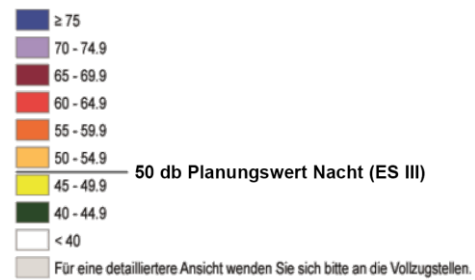 ≥ 75
70 - 74.9
65 - 69.9
60 - 64.9
55 - 59.9
50 - 54.9
50 db Planungswert Nacht (ES III)
45 - 49.9
40 - 44.9
< 40
Für eine detailliertere Ansicht wenden Sie sich bitte an die Vollzugstellen.